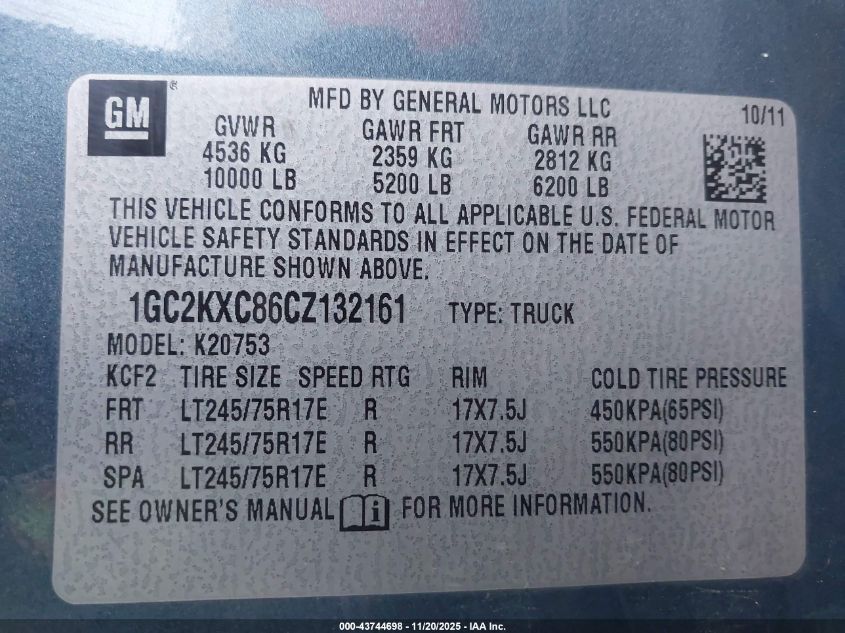 GM ®
MFD BY GENERAL MOTORS LLC
10/11
GVWR GAWR FRT GAWR RR
4536 KG 2359 KG 2812 KG
10000 LB 5200 LB 6200 LB
THIS VEHICLE CONFORMS TO ALL APPLICABLE U.S. FEDERAL MOTOR
VEHICLE SAFETY STANDARDS IN EFFECT ON THE DATE OF
MANUFACTURE SHOWN ABOVE.
1GC2KXC86CZ132161 TYPE: TRUCK
MODEL: K20753
KCF2 TIRE SIZE SPEED RTG RIM COLD TIRE PRESSURE
FRT LT245/75R17E R 17X7.5J 450KPA(65PSI)
RR LT245/75R17E R 17X7.5J 550KPA(80PSI)
SPA LT245/75R17E R 17X7.5J 550KPA(80PSI)
SEE OWNER'S MANUAL i FOR MORE INFORMATION.
000-43744698 - 11/20/2025 - IAA Inc.